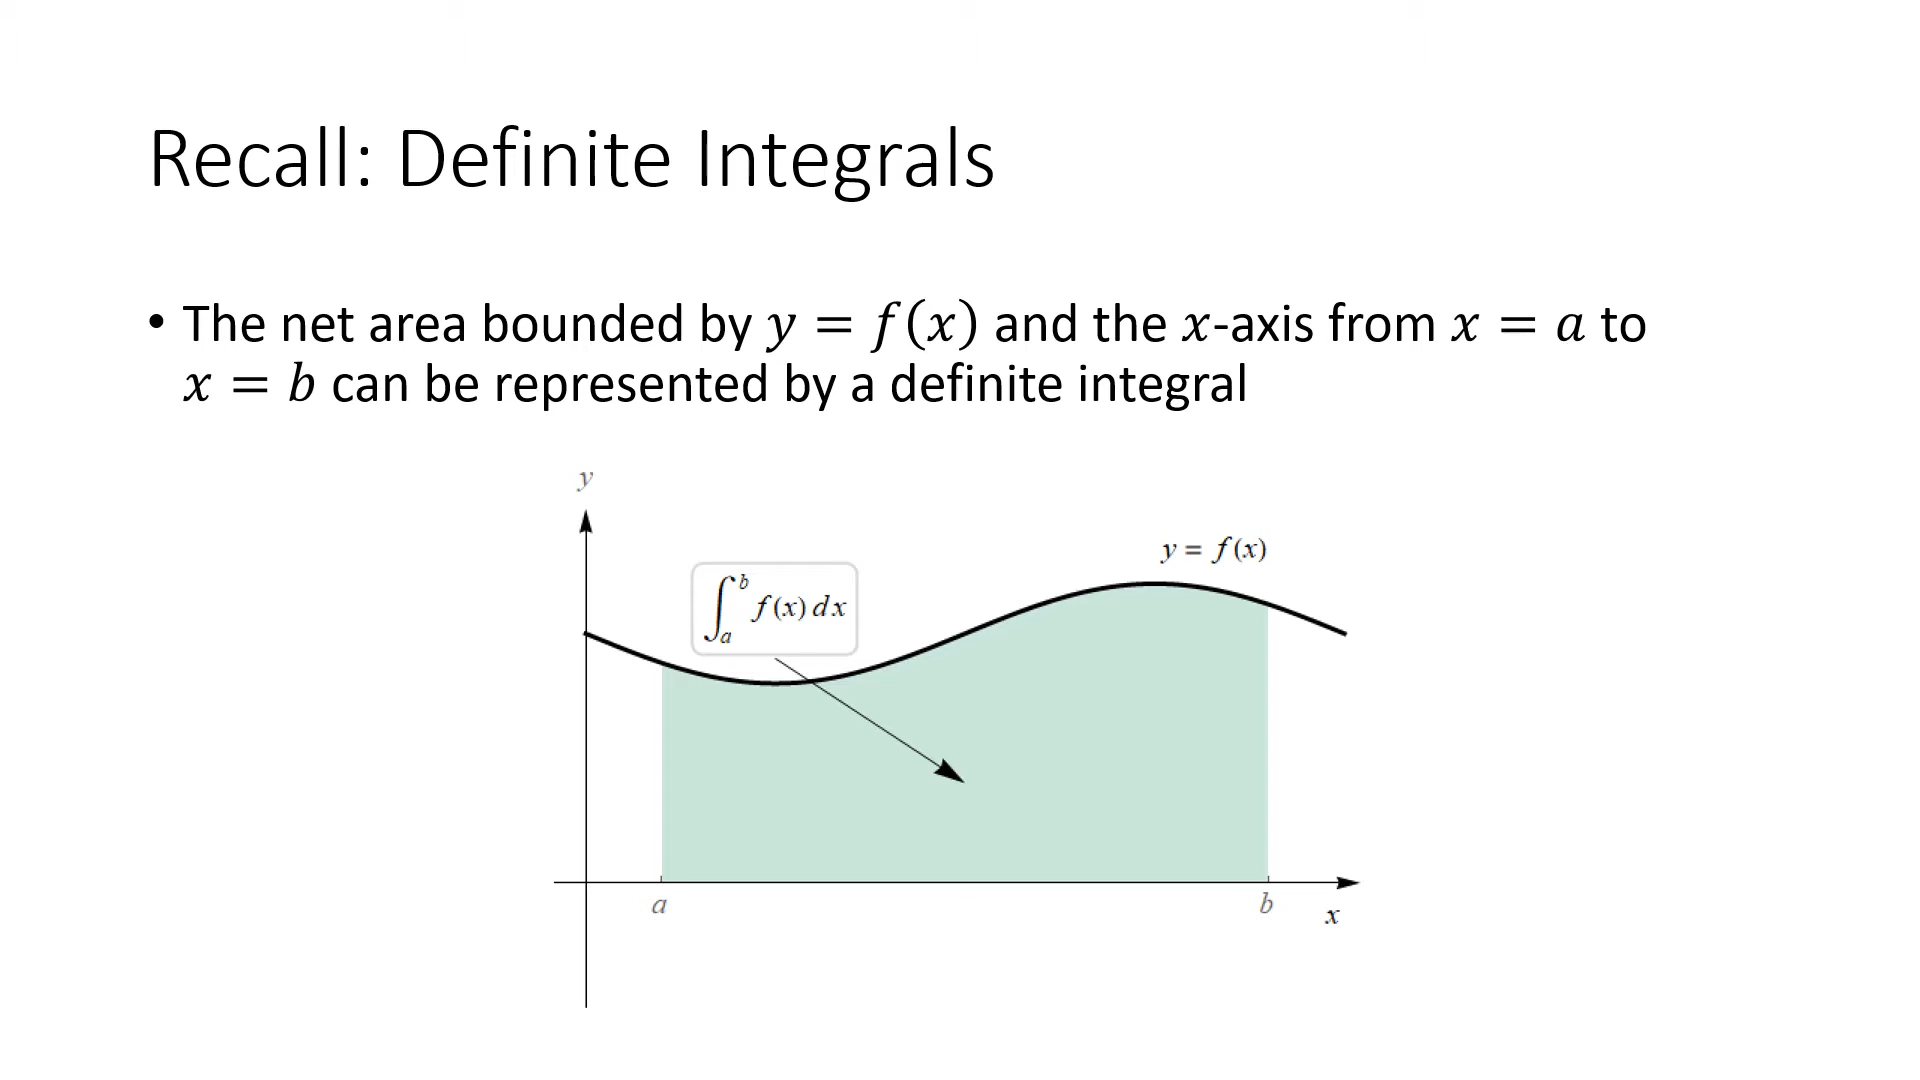 Recall: Definite Integrals
• The net area bounded by 𝑦 = 𝑓(𝑥) and the 𝑥-axis from 𝑥 = 𝑎 to
𝑥 = 𝑏 can be represented by a definite integral
y
y = f(x)
∫_a^b f(x) dx
a
b
x